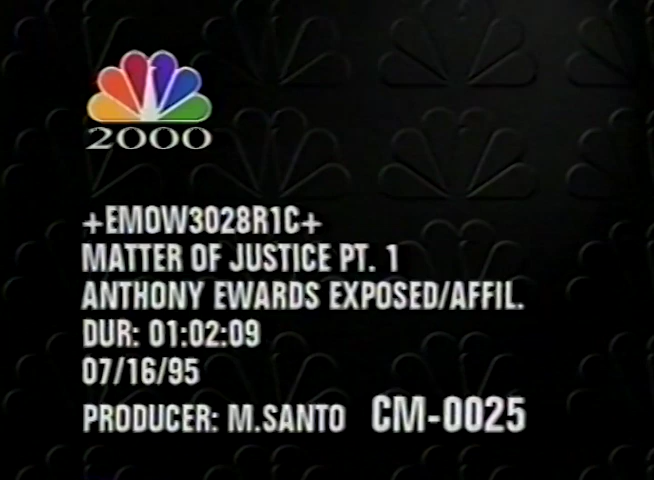 2000
+EMOW3028R1C+
MATTER OF JUSTICE PT. 1
ANTHONY EWARDS EXPOSED/AFFIL.
DUR: 01:02:09
07/16/95
PRODUCER: M.SANTO CM-0025